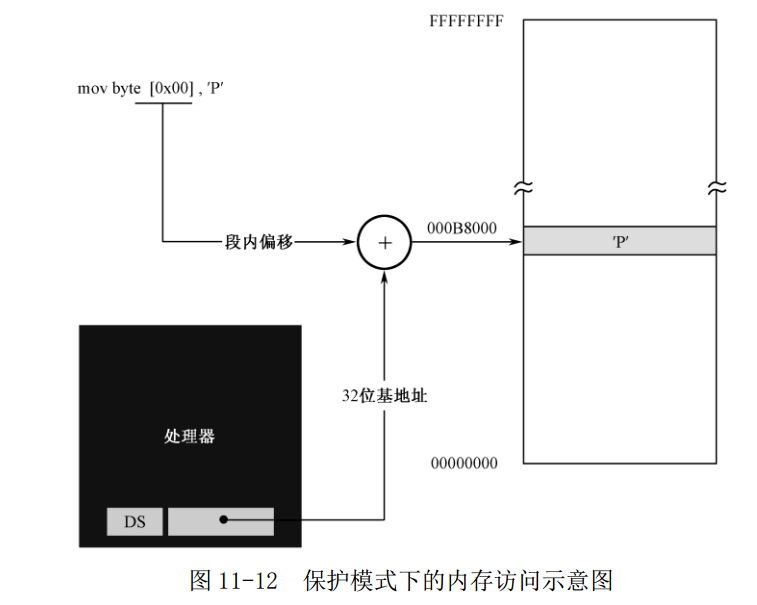 FFFFFFFF
mov byte  [0x00] , 'P'
000B8000
段内偏移
+
'P'
32位基地址
处理器
00000000
DS
图 11-12　保护模式下的内存访问示意图